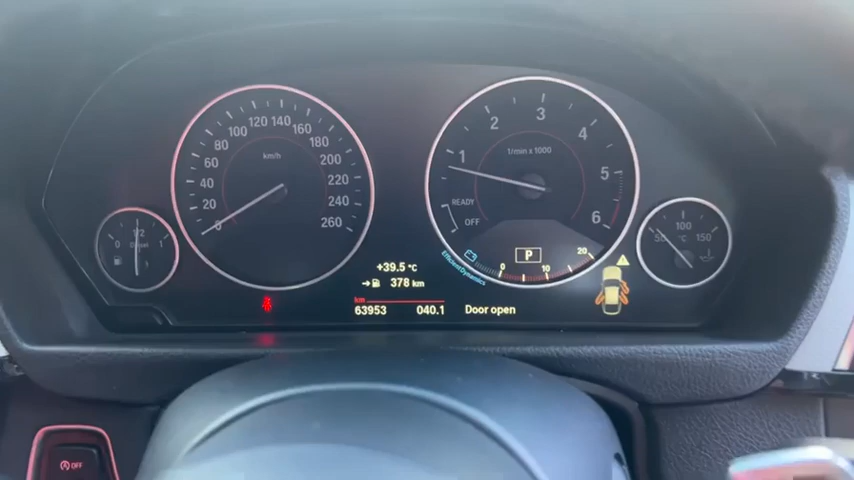 0 20 40 60 80 100 120 140 160 180 200 220 240 260
km/h
1 2 3 4 5 6
1/min x 1000
READY
OFF
0 1/2 1
Diesel
50 100 150
°C
P
0 10 20
EfficientDynamics
+39.5 °C
378 km
km
63953 040.1
Door open
OFF